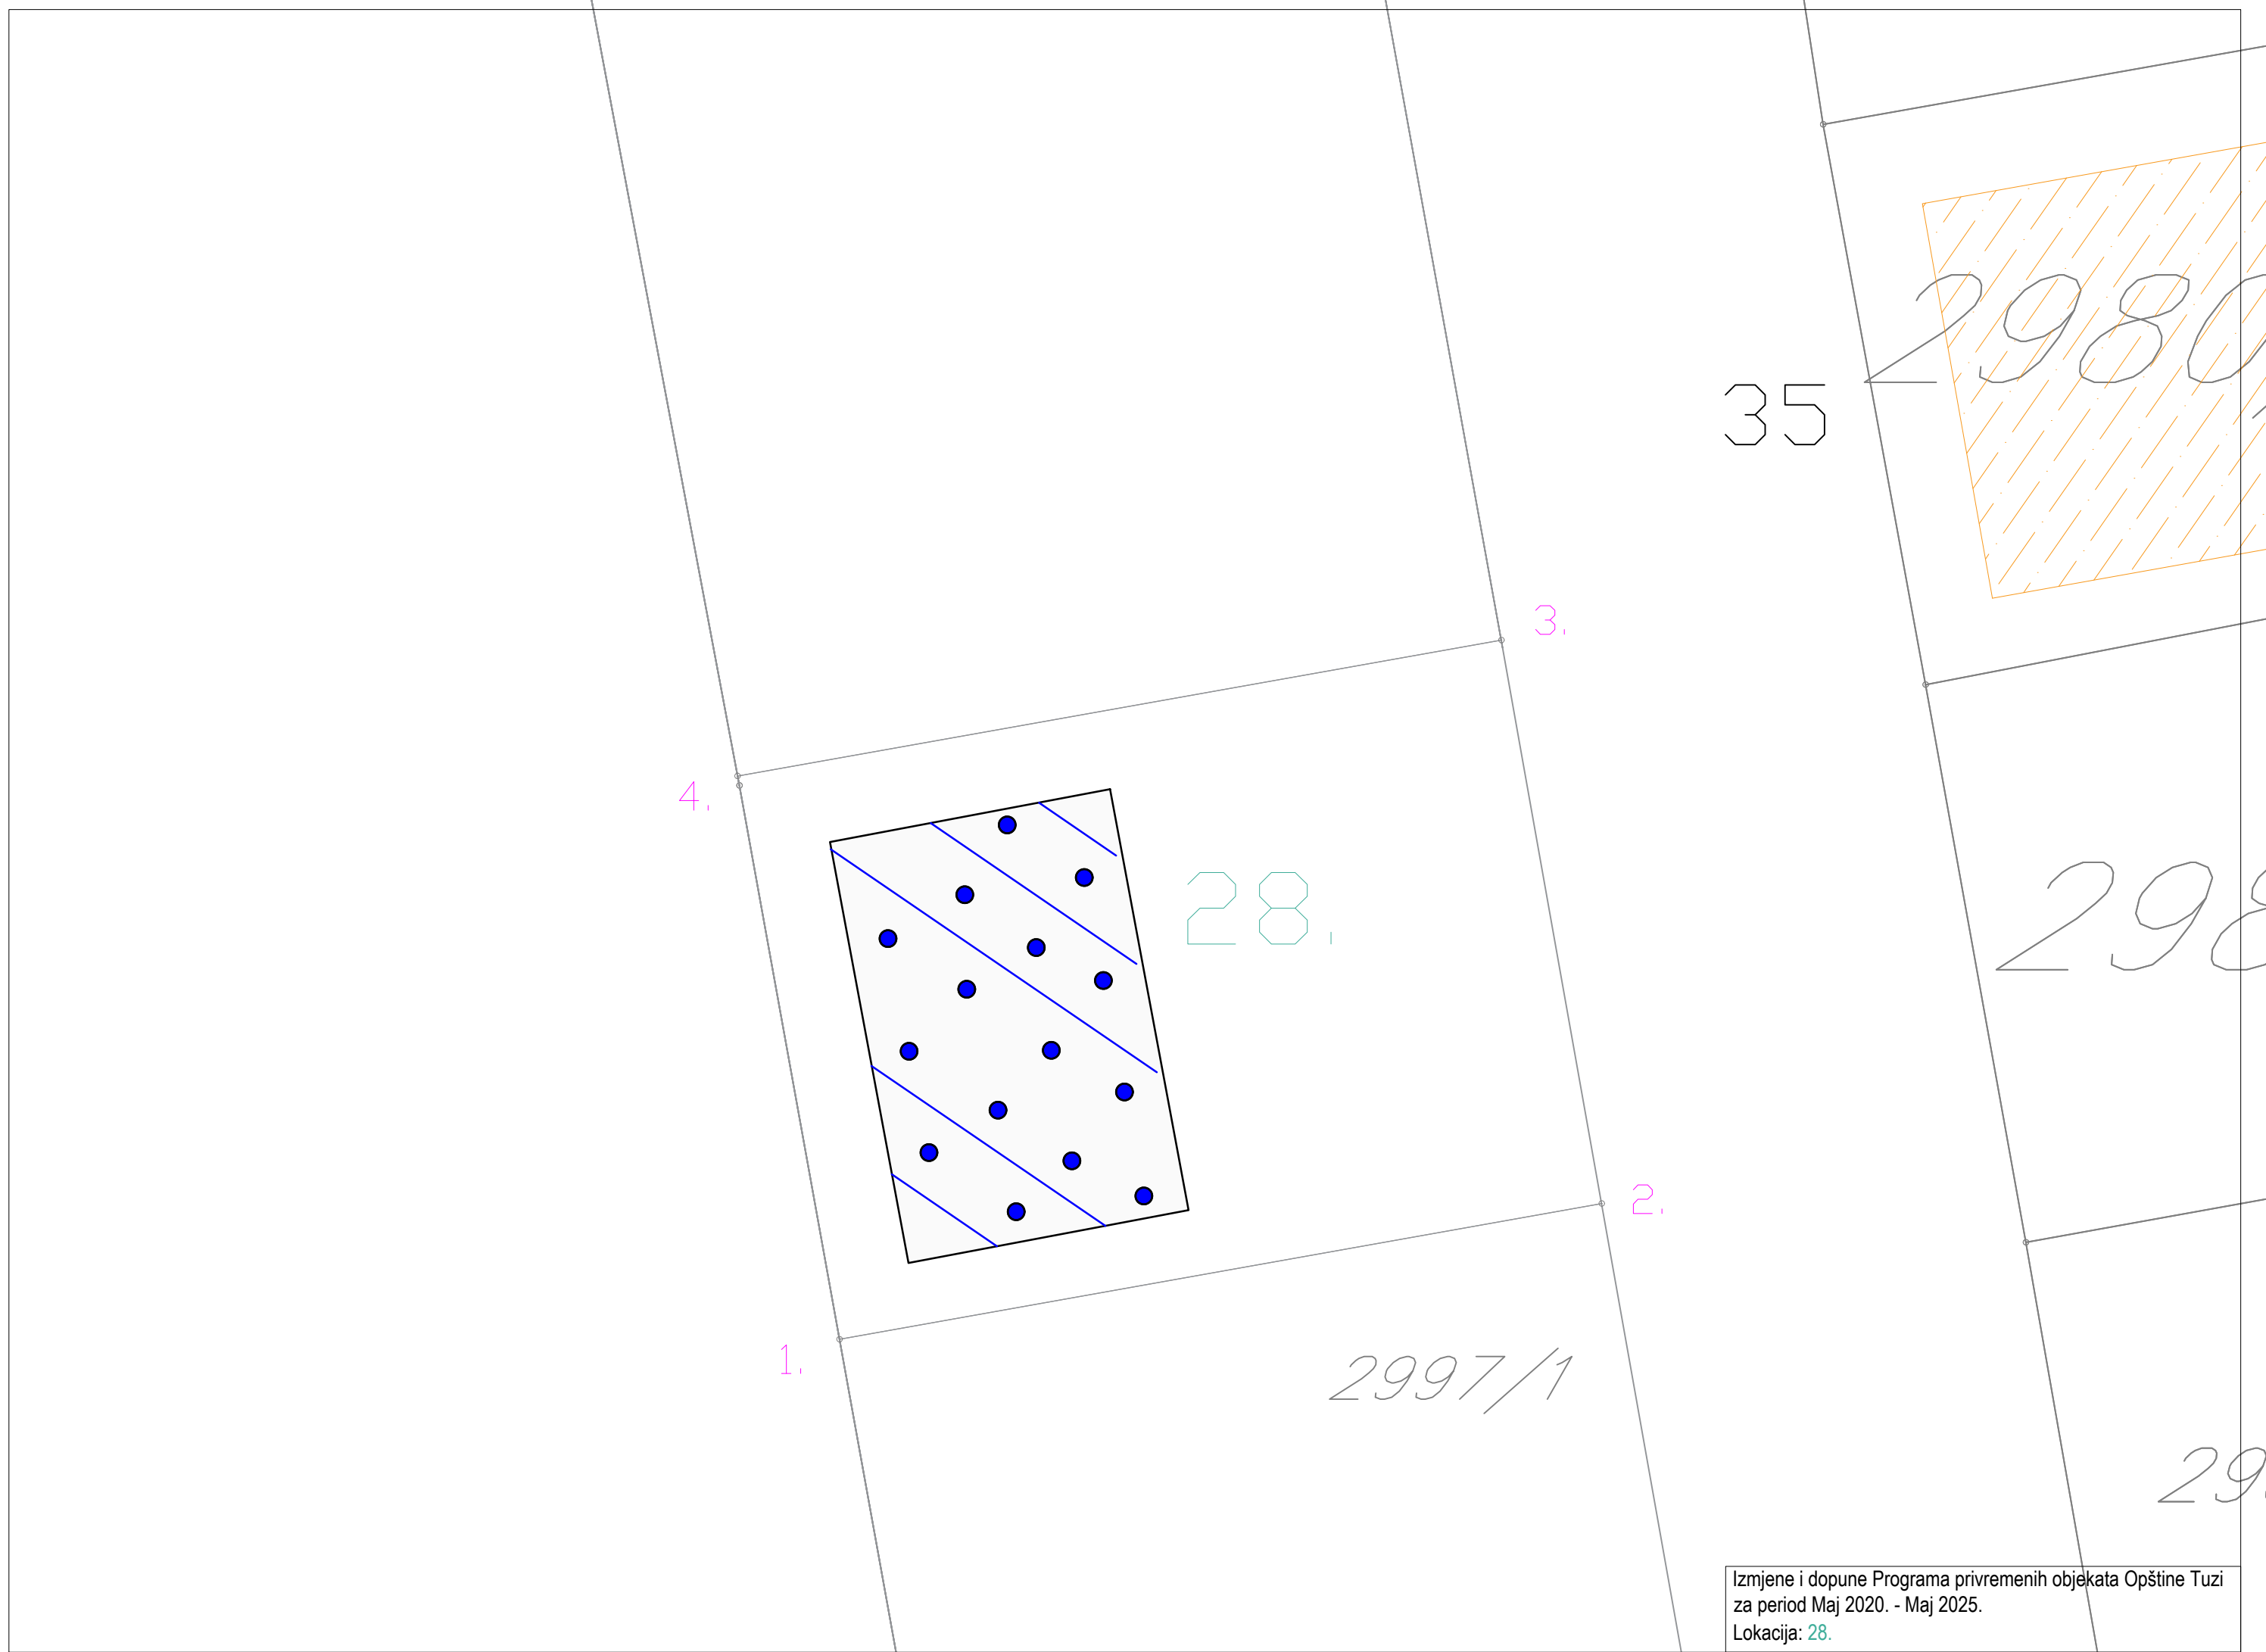 35
3.
4.
28.
2.
1.
2997/1
Izmjene i dopune Programa privremenih objekata Opštine Tuzi
za period Maj 2020. - Maj 2025.
Lokacija: 28.